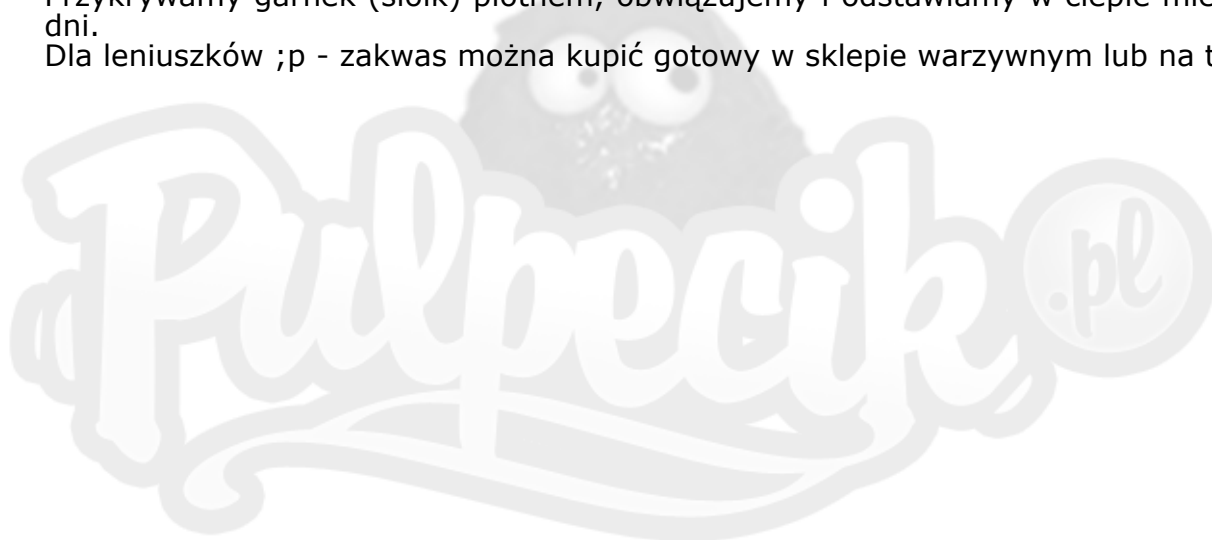 Przykrywamy garnek (słoik) płótnem, obwiązujemy i odstawiamy w ciepłe
dni.
Dla leniuszków ;p - zakwas można kupić gotowy w sklepie warzywnym lub na
Pulpecik.pl